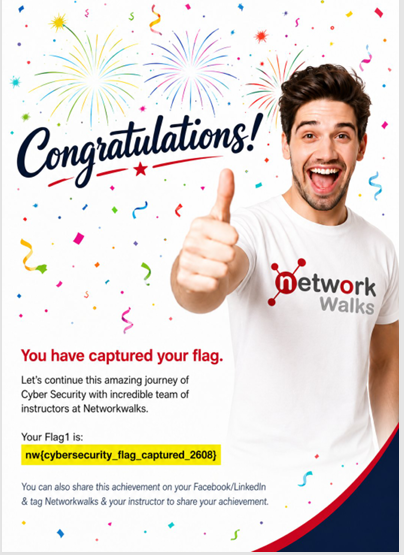 Congratulations!
network
Walks
You have captured your flag.
Let's continue this amazing journey of
Cyber Security with incredible team of
instructors at Networkwalks.
Your Flag1 is:
nw{cybersecurity_flag_captured_2608}
You can also share this achievement on your Facebook/LinkedIn
& tag Networkwalks & your instructor to share your achievement.